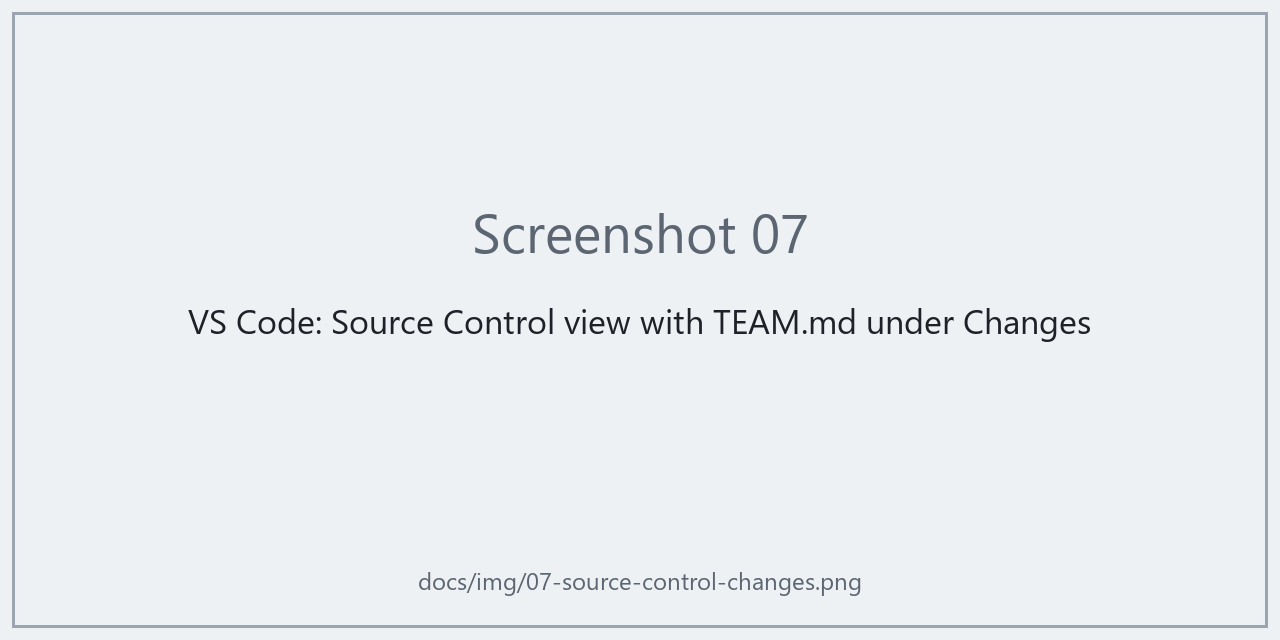 Screenshot 07
VS Code: Source Control view with TEAM.md under Changes
docs/img/07-source-control-changes.png